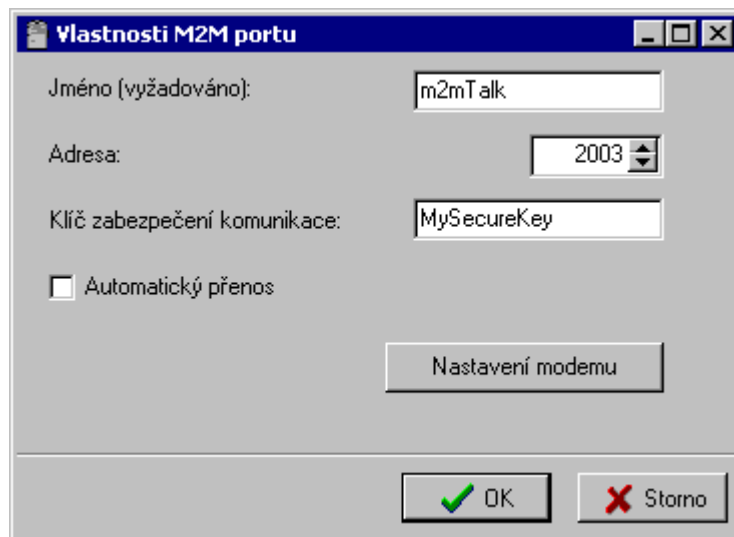 Vlastnosti M2M portu
Jméno (vyžadováno): m2mTalk
Adresa: 2003
Klíč zabezpečení komunikace: MySecureKey
Automatický přenos
Nastavení modemu
OK Storno